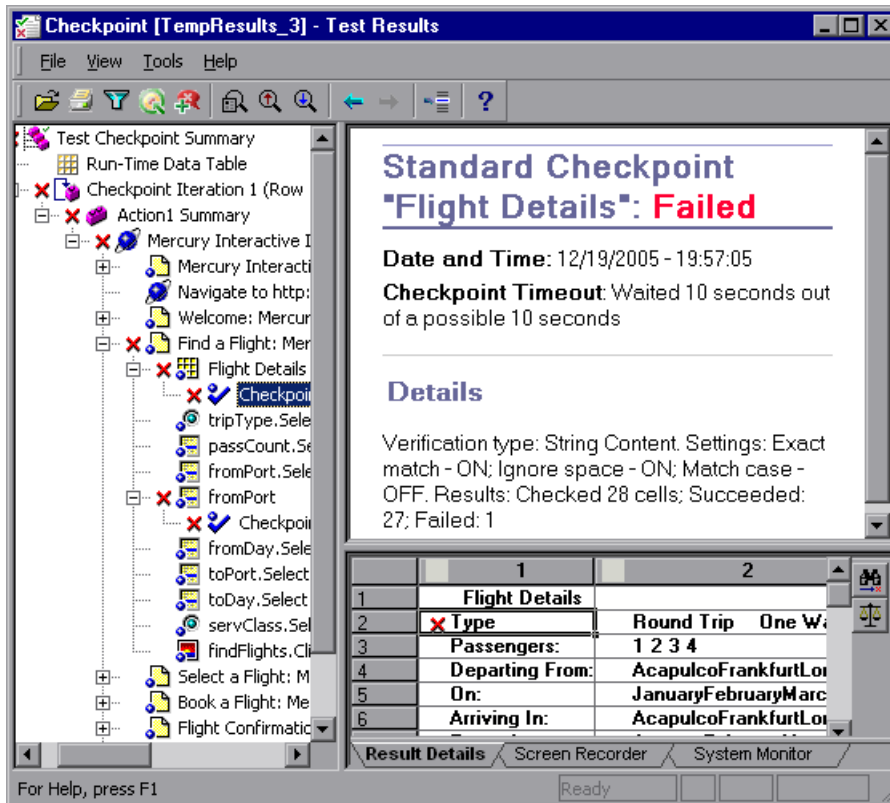 Checkpoint [TempResults_3] - Test Results
File View Tools Help
Test Checkpoint Summary
Run-Time Data Table
Checkpoint Iteration 1 (Row
Action1 Summary
Mercury Interactive I
Mercury Interacti
Navigate to http:
Welcome: Mercur
Find a Flight: Mer
Flight Details
Checkpoi
tripType.Sele
passCount.Se
fromPort.Sele
fromPort
Checkpoi
fromDay.Sele
toPort.Select
toDay.Select
servClass.Sel
findFlights.Cli
Select a Flight: M
Book a Flight: Me
Flight Confirmatic
Standard Checkpoint
"Flight Details": Failed
Date and Time: 12/19/2005 - 19:57:05
Checkpoint Timeout: Waited 10 seconds out
of a possible 10 seconds
Details
Verification type: String Content. Settings: Exact
match - ON; Ignore space - ON; Match case -
OFF. Results: Checked 28 cells; Succeeded:
27; Failed: 1
1 2
1 Flight Details
2 Type Round Trip One Wa
3 Passengers: 1 2 3 4
4 Departing From: AcapulcoFrankfurtLon
5 On: JanuaryFebruaryMarc
6 Arriving In: AcapulcoFrankfurtLon
Result Details Screen Recorder System Monitor
For Help, press F1 Ready